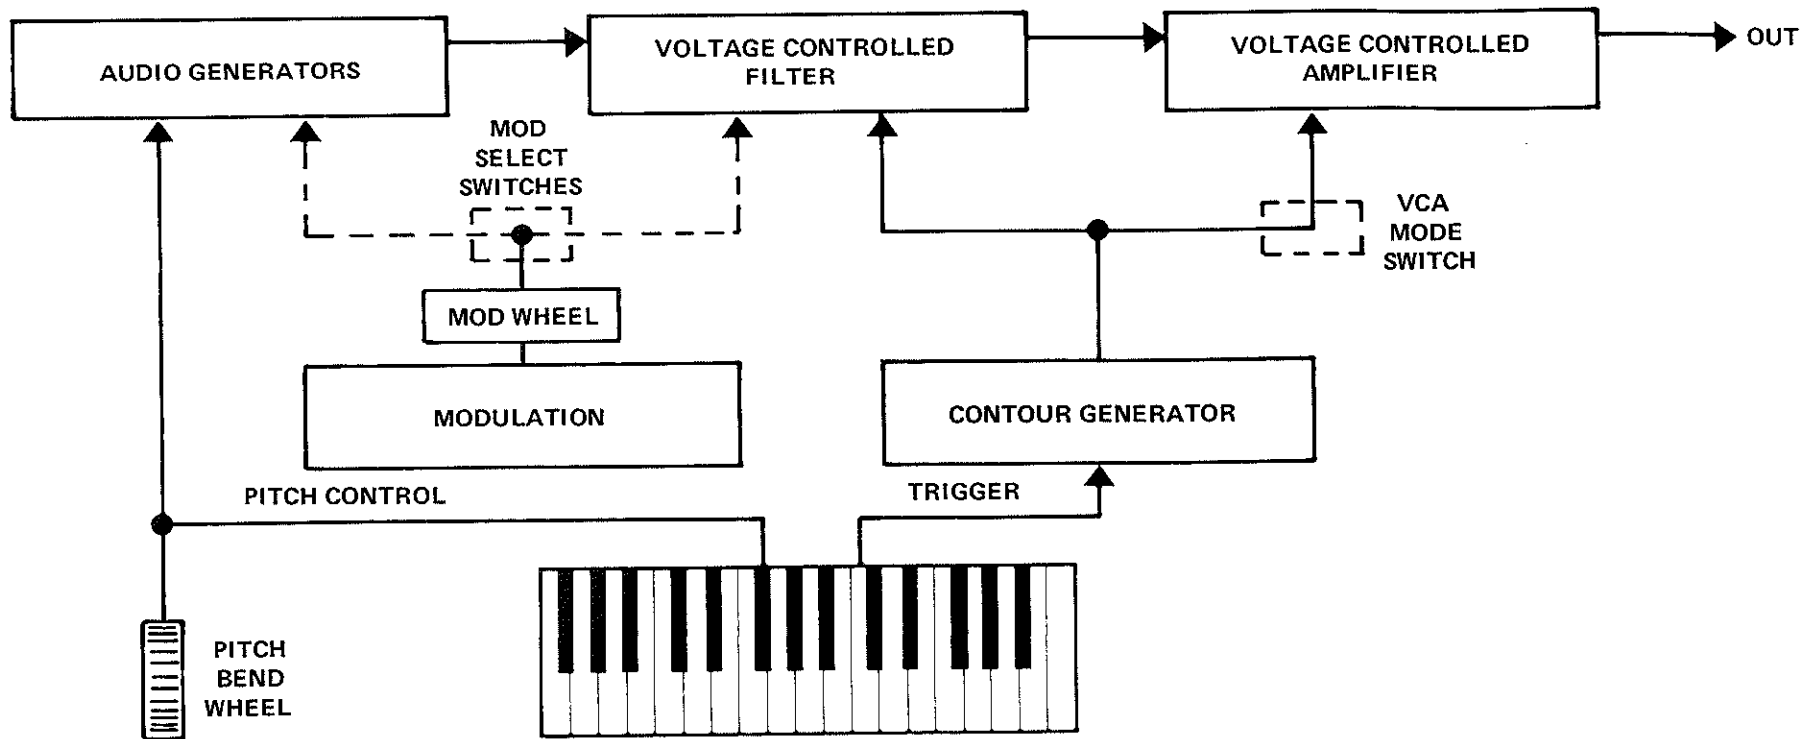 AUDIO GENERATORS
VOLTAGE CONTROLLED
FILTER
VOLTAGE CONTROLLED
AMPLIFIER
OUT
MOD
SELECT
SWITCHES
VCA
MODE
SWITCH
MOD WHEEL
MODULATION
CONTOUR GENERATOR
PITCH CONTROL
TRIGGER
PITCH
BEND
WHEEL